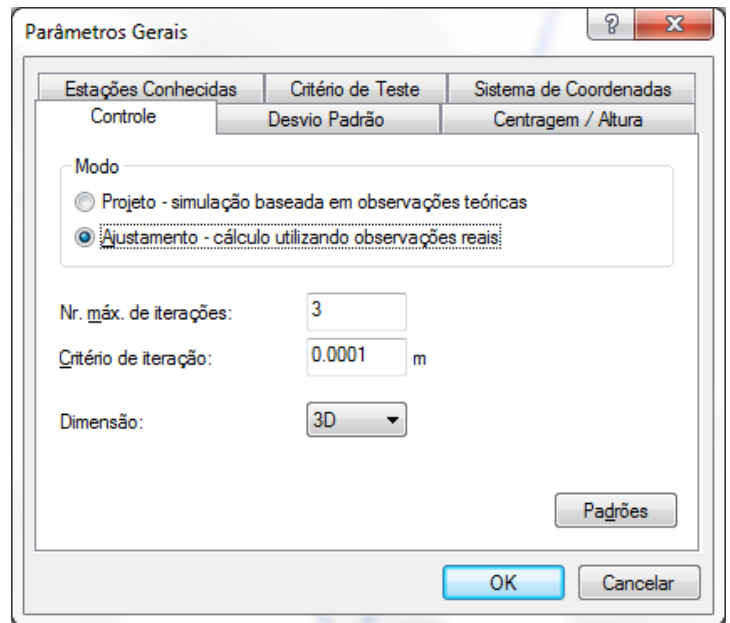 Parâmetros Gerais
?
Estações Conhecidas Critério de Teste Sistema de Coordenadas
Controle Desvio Padrão Centragem / Altura
Modo
Projeto - simulação baseada em observações teóricas
Ajustamento - cálculo utilizando observações reais
Nr. máx. de iterações: 3
Critério de iteração: 0.0001 m
Dimensão: 3D
Padrões
OK Cancelar